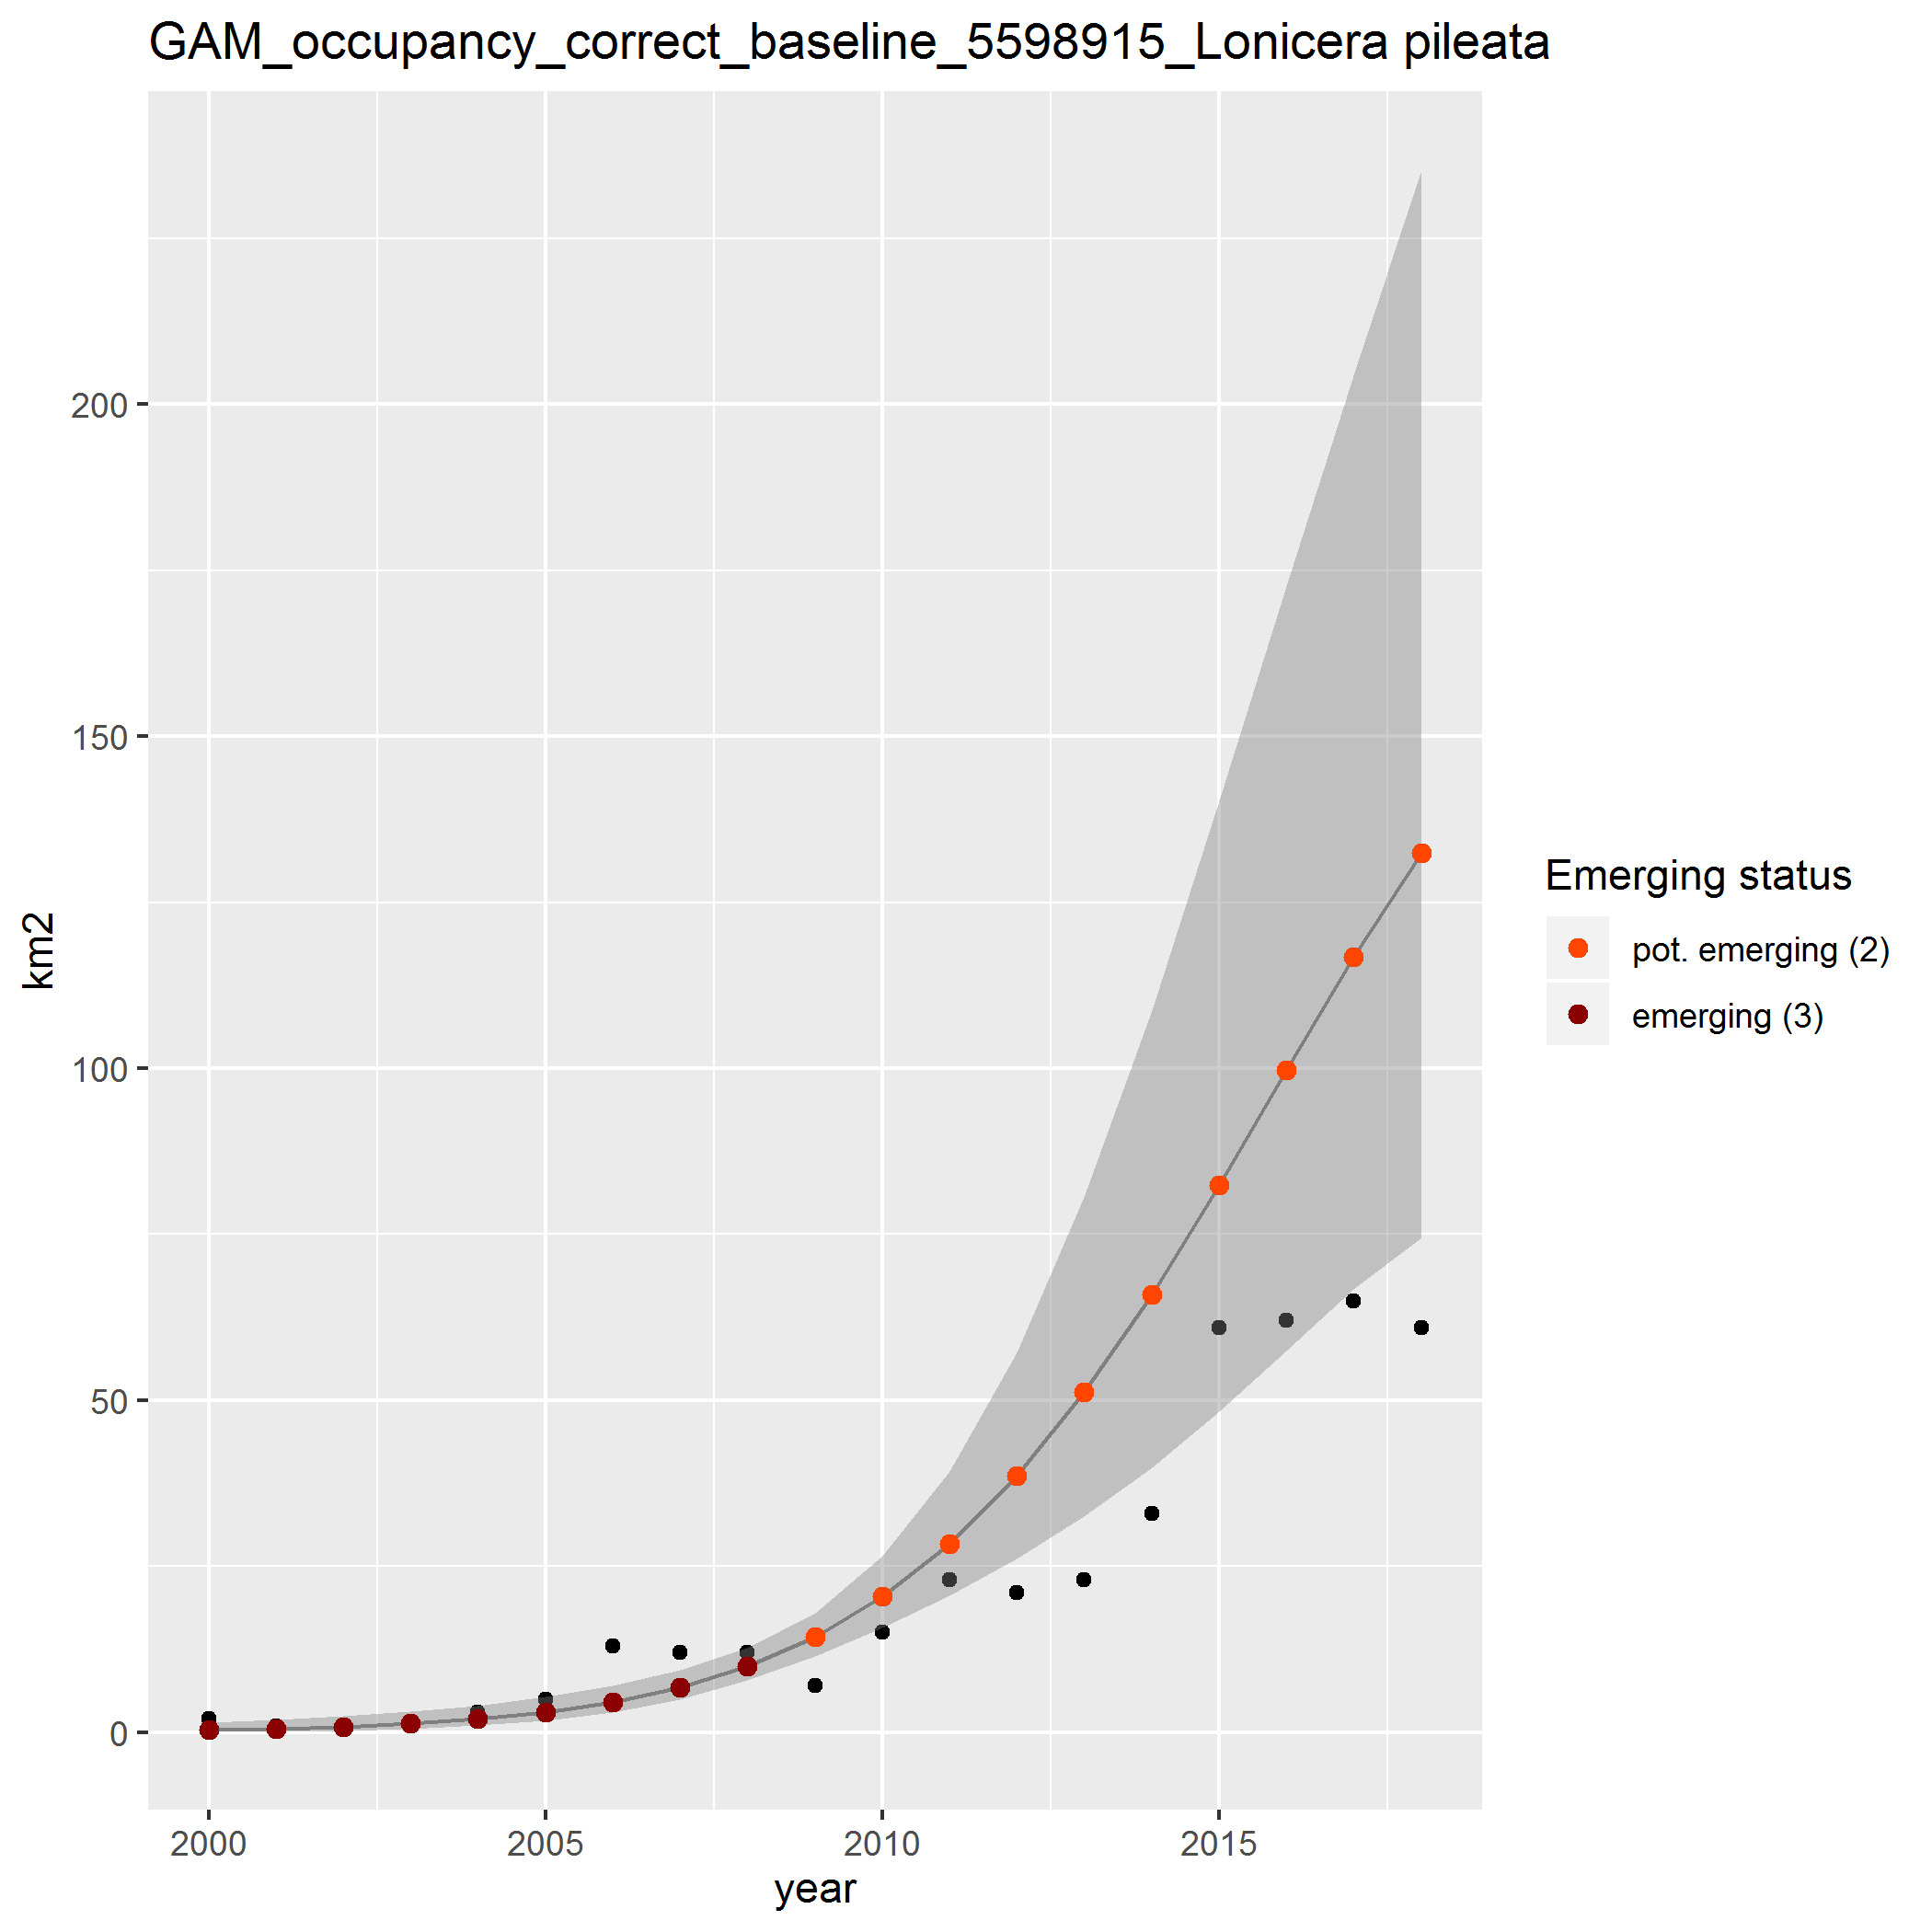 GAM_occupancy_correct_baseline_5598915_Lonicera pileata
200
150
100
50
0
km2
2000 2005 2010 2015
year
Emerging status
pot. emerging (2)
emerging (3)